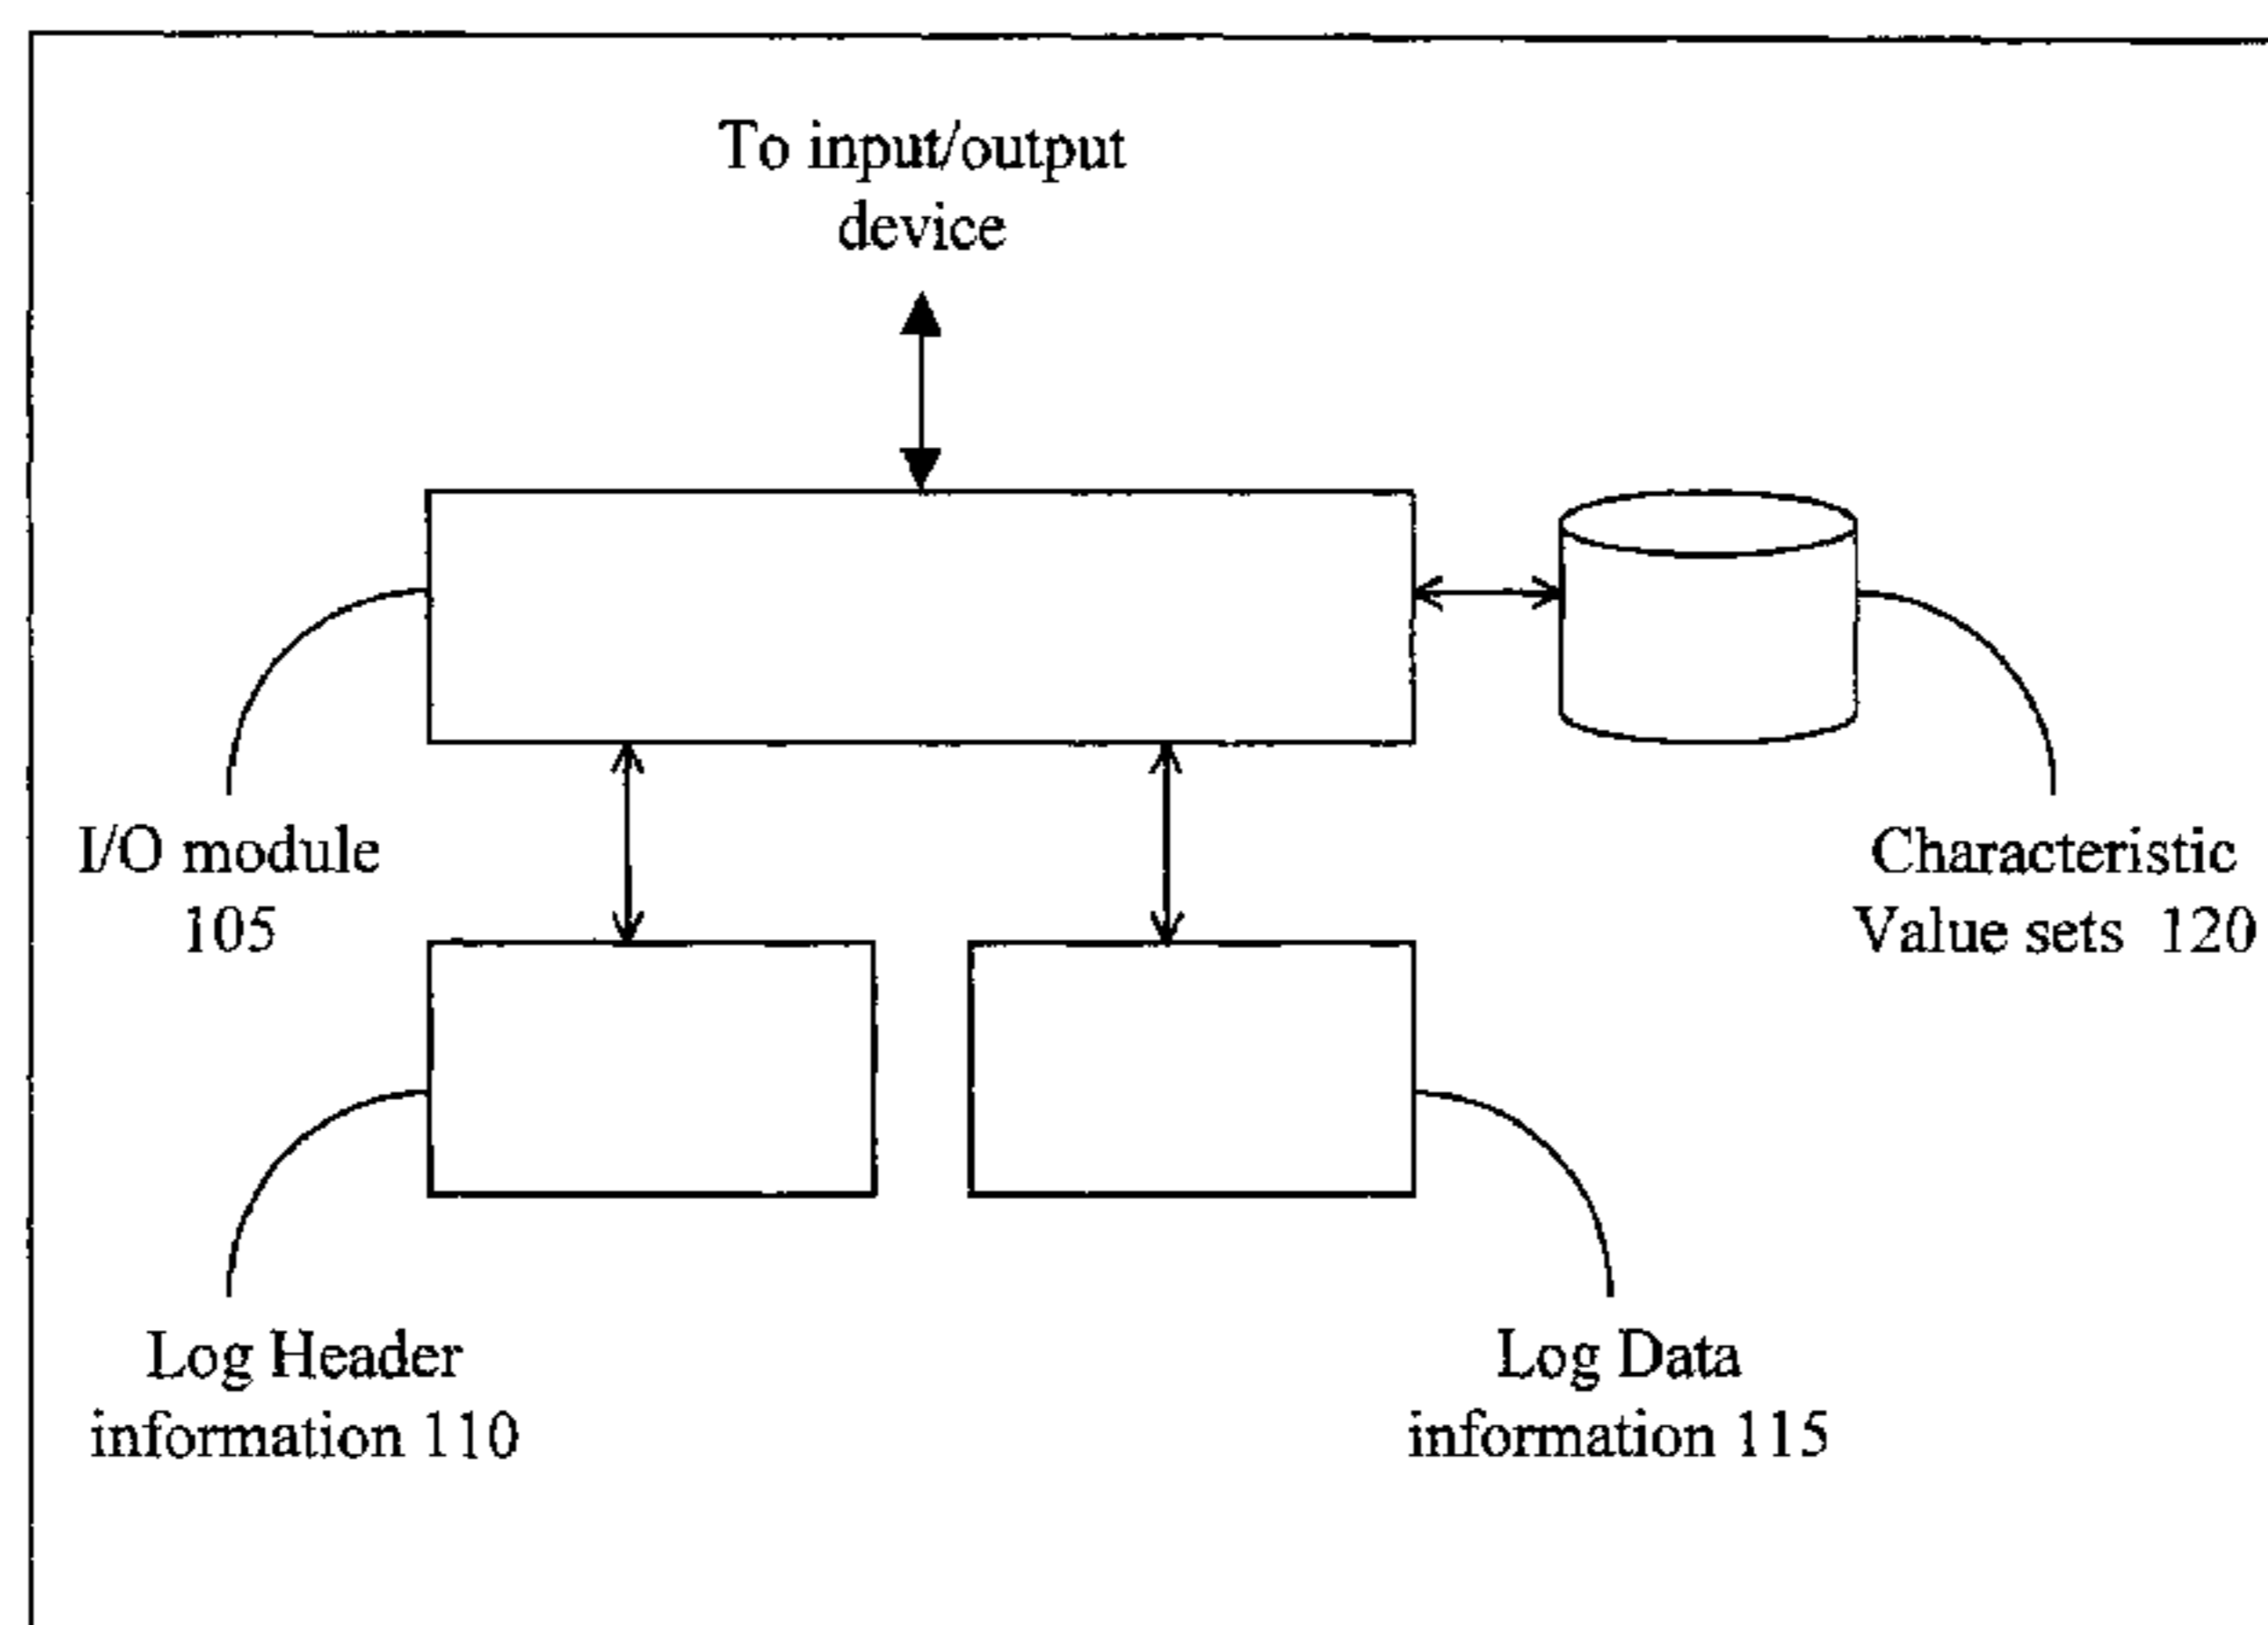 To input/output
device
I/O module
105
Characteristic
Value sets 120
Log Header
information 110
Log Data
information 115